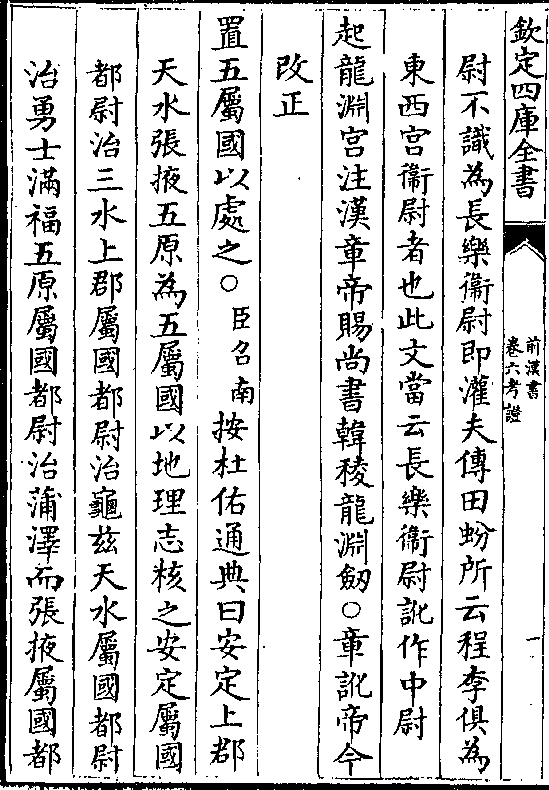 欽定四庫全書
前漢書
卷六考證
一
尉不識為長樂衞尉即灌夫傳田蚡所云程李俱為
東西宫衞尉者也此文當云長樂衞尉訛作中尉
起龍淵宫注漢章帝賜尚書韓稜龍淵劒○章訛帝今
改正
置五屬國以處之○臣召南按杜佑通典曰安定上郡
天水張掖五原為五屬國以地理志核之安定屬國
都尉治三水上郡屬國都尉治龜兹天水屬國都尉
治勇士滿福五原屬國都尉治蒲澤而張掖屬國都